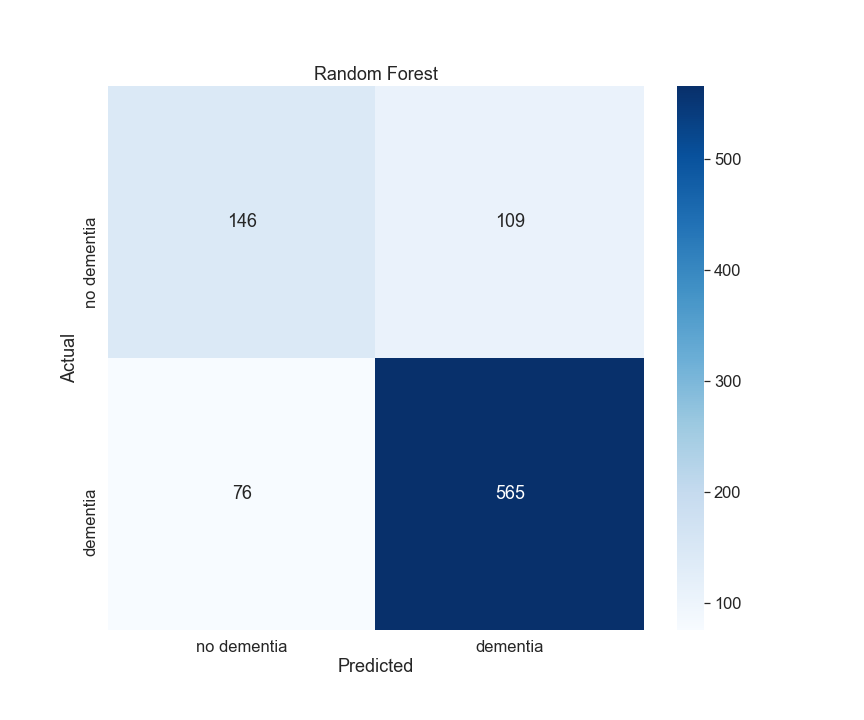 Random Forest
no dementia
146
109
500
400
Actual
300
dementia
76
565
200
100
no dementia
dementia
Predicted